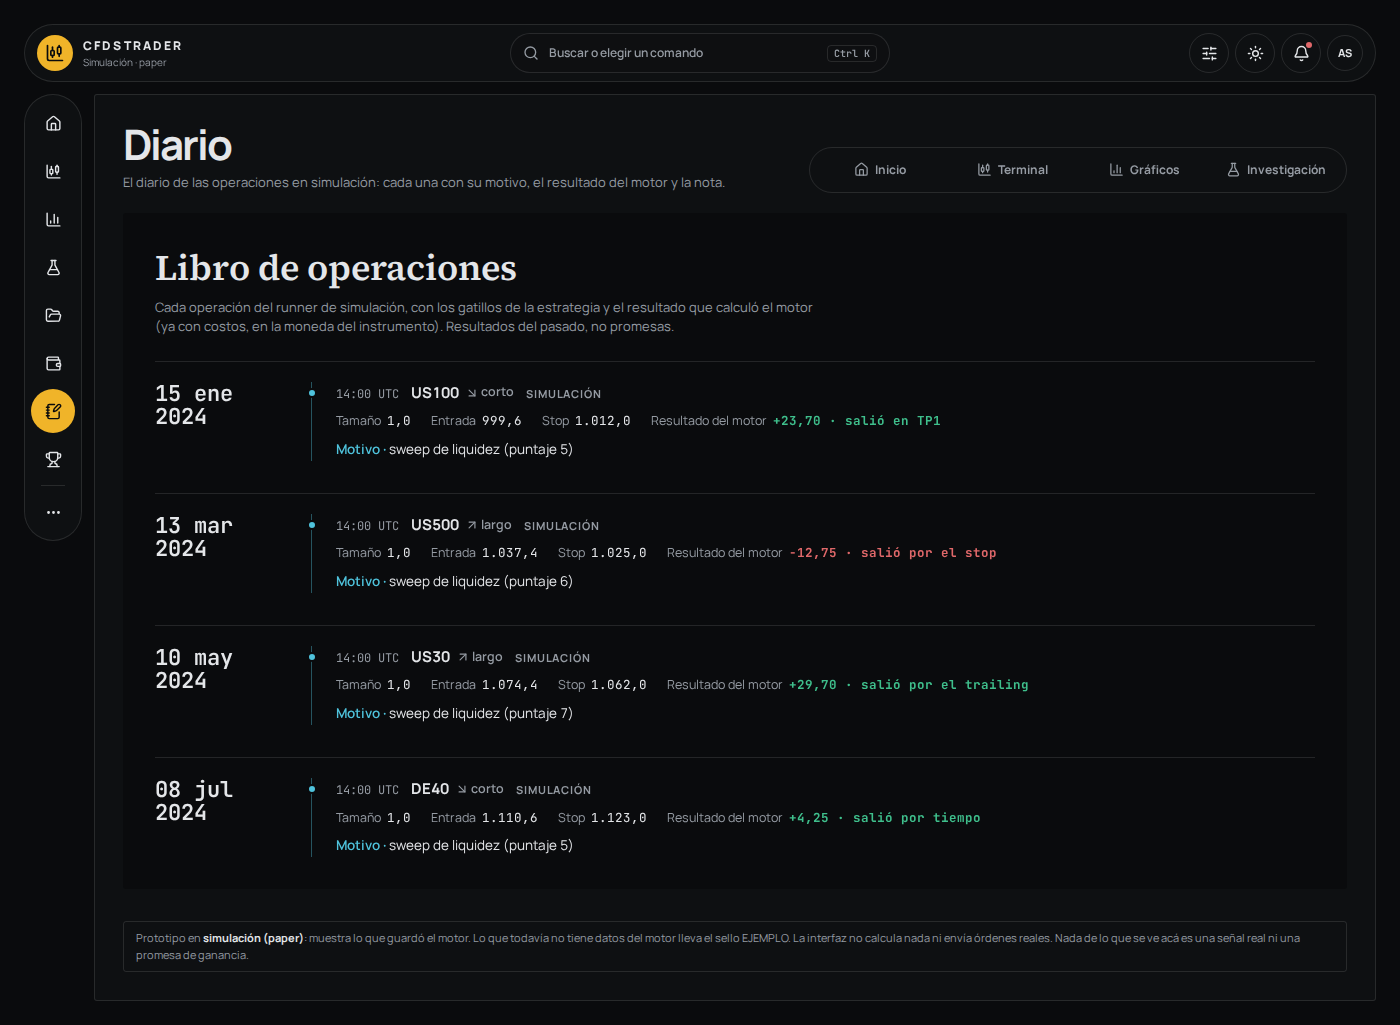 CFDSTRADER
Simulación · paper
Buscar o elegir un comando
Ctrl K
AS
Diario
El diario de las operaciones en simulación: cada una con su motivo, el resultado del motor y la nota.
Inicio
Terminal
Gráficos
Investigación
Libro de operaciones
Cada operación del runner de simulación, con los gatillos de la estrategia y el resultado que calculó el motor
(ya con costos, en la moneda del instrumento). Resultados del pasado, no promesas.
15 ene
2024
14:00 UTC US100 corto SIMULACIÓN
Tamaño 1,0 Entrada 999,6 Stop 1.012,0 Resultado del motor +23,70 · salió en TP1
Motivo · sweep de liquidez (puntaje 5)
13 mar
2024
14:00 UTC US500 largo SIMULACIÓN
Tamaño 1,0 Entrada 1.037,4 Stop 1.025,0 Resultado del motor -12,75 · salió por el stop
Motivo · sweep de liquidez (puntaje 6)
10 may
2024
14:00 UTC US30 largo SIMULACIÓN
Tamaño 1,0 Entrada 1.074,4 Stop 1.062,0 Resultado del motor +29,70 · salió por el trailing
Motivo · sweep de liquidez (puntaje 7)
08 jul
2024
14:00 UTC DE40 corto SIMULACIÓN
Tamaño 1,0 Entrada 1.110,6 Stop 1.123,0 Resultado del motor +4,25 · salió por tiempo
Motivo · sweep de liquidez (puntaje 5)
Prototipo en simulación (paper): muestra lo que guardó el motor. Lo que todavía no tiene datos del motor lleva el sello EJEMPLO. La interfaz no calcula nada ni envía órdenes reales. Nada de lo que se ve acá es una señal real ni una
promesa de ganancia.